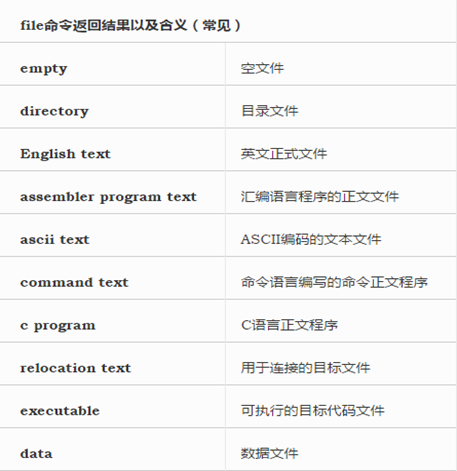 file命令返回结果以及含义（常见）
empty 空文件
directory 目录文件
English text 英文正式文件
assembler program text 汇编语言程序的正文文件
ascii text ASCII编码的文本文件
command text 命令语言编写的命令正文程序
c program C语言正文程序
relocation text 用于连接的目标文件
executable 可执行的目标代码文件
data 数据文件